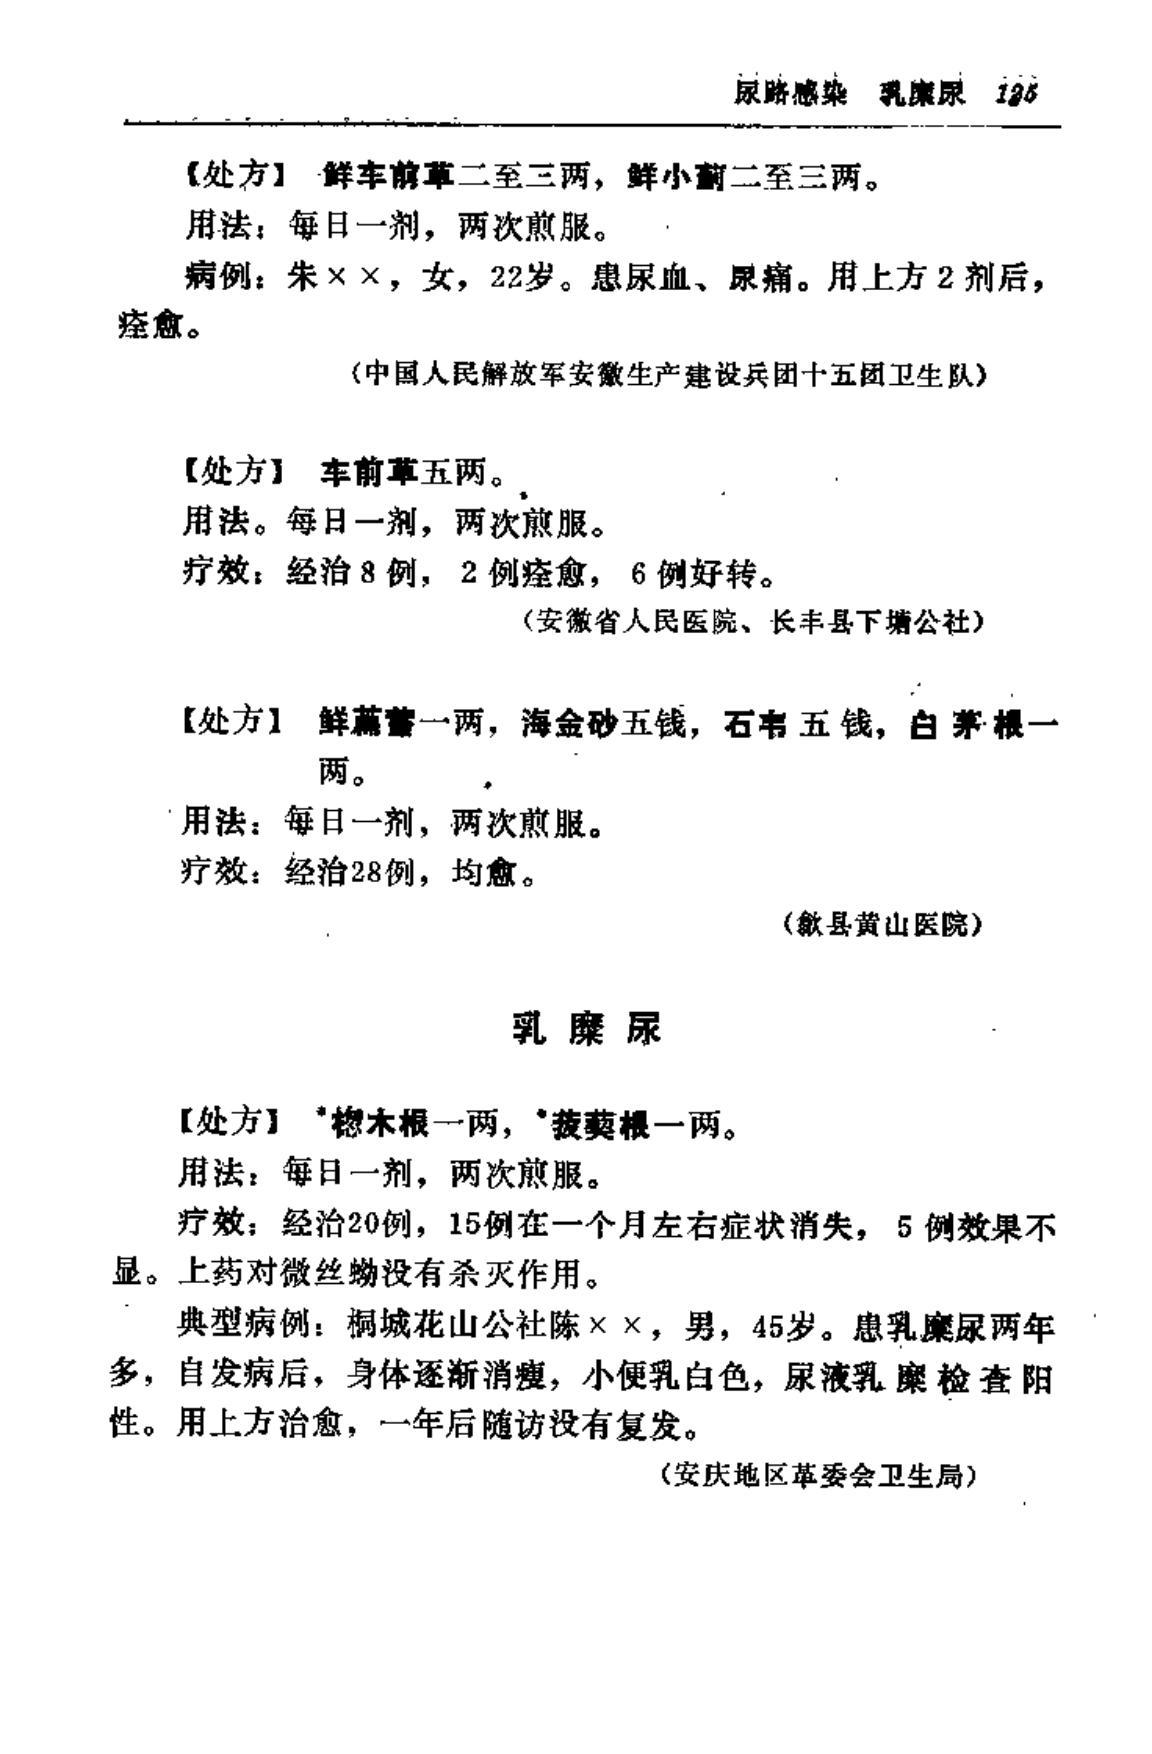 尿路感染 乳糜尿 125
【处方】 鲜车前草二至三两，鲜小蓟二至三两。
用法：每日一剂，两次煎服。
病例：朱××，女，22岁。患尿血、尿痛。用上方2剂后，
痊愈。
（中国人民解放军安徽生产建设兵团十五团卫生队）
【处方】 车前草五两。
用法。每日一剂，两次煎服。
疗效：经治8例，2例痊愈，6例好转。
（安徽省人民医院、长丰县下塘公社）
【处方】 鲜萹蓄一两，海金砂五钱，石韦五钱，白茅根一
两。
用法：每日一剂，两次煎服。
疗效：经治28例，均愈。
（歙县黄山医院）
乳糜尿
【处方】 *楤木根一两，*菝葜根一两。
用法：每日一剂，两次煎服。
疗效：经治20例，15例在一个月左右症状消失，5例效果不
显。上药对微丝蚴没有杀灭作用。
典型病例：桐城花山公社陈××，男，45岁。患乳糜尿两年
多，自发病后，身体逐渐消瘦，小便乳白色，尿液乳糜检查阳
性。用上方治愈，一年后随访没有复发。
（安庆地区革委会卫生局）